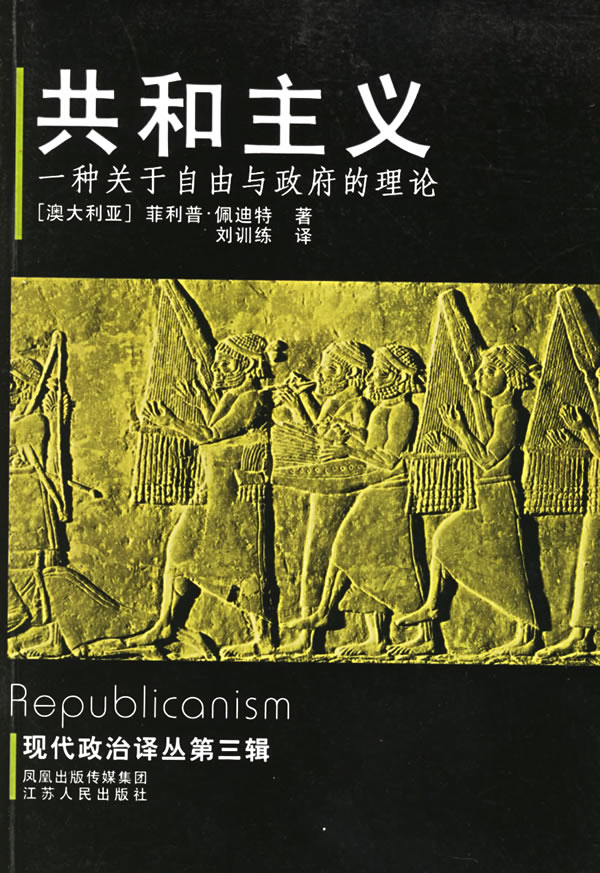 共和主义
一种关于自由与政府的理论
[澳大利亚] 菲利普·佩迪特 著
刘训练 译
Republicanism
现代政治译丛第三辑
凤凰出版传媒集团
江苏人民出版社